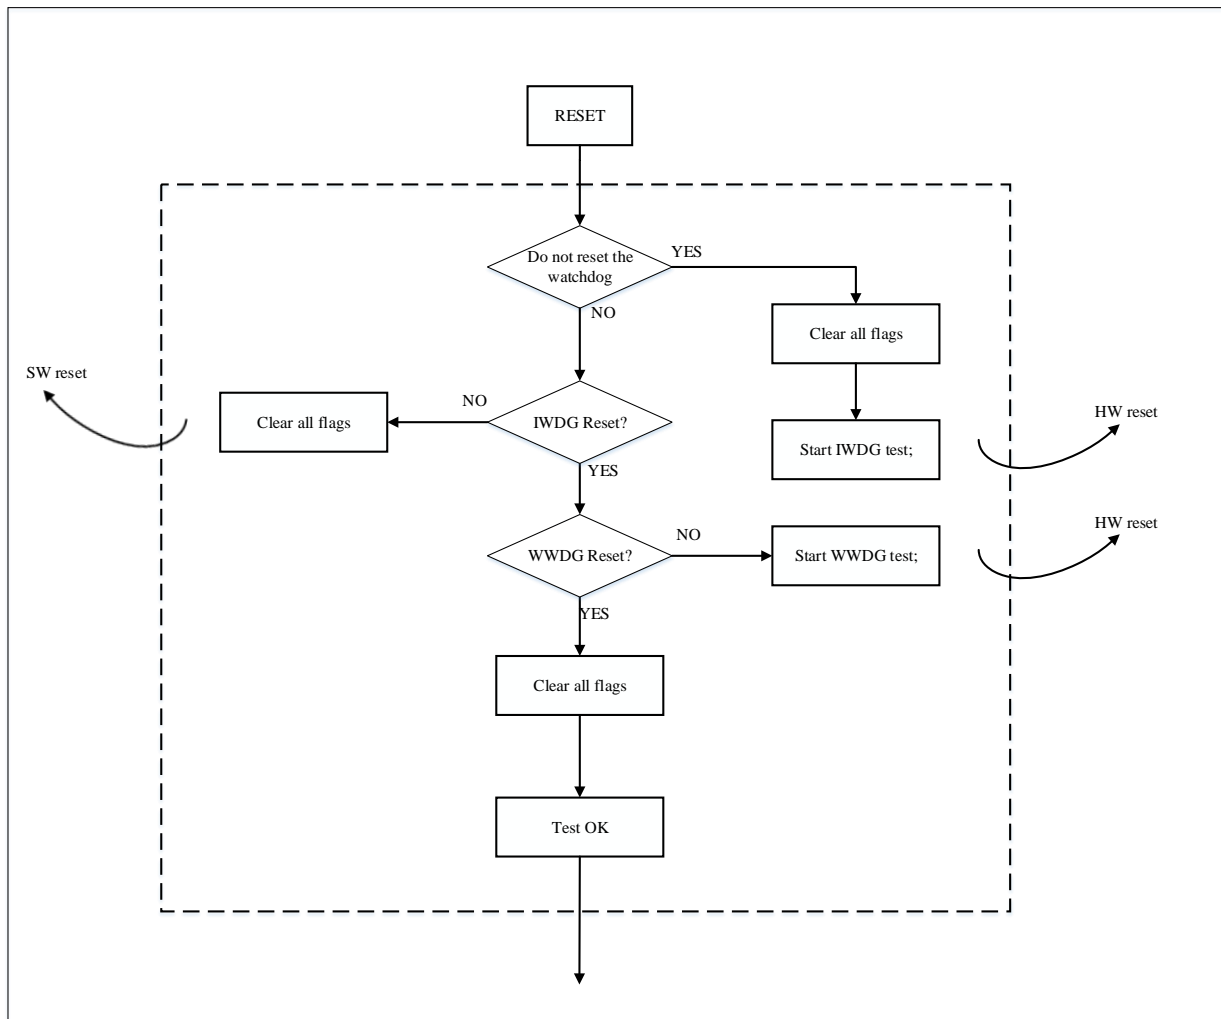 RESET
Do not reset the
watchdog
YES
NO
Clear all flags
SW reset
NO
Clear all flags
IWDG Reset?
HW reset
Start IWDG test;
YES
HW reset
NO
WWDG Reset?
Start WWDG test;
YES
Clear all flags
Test OK